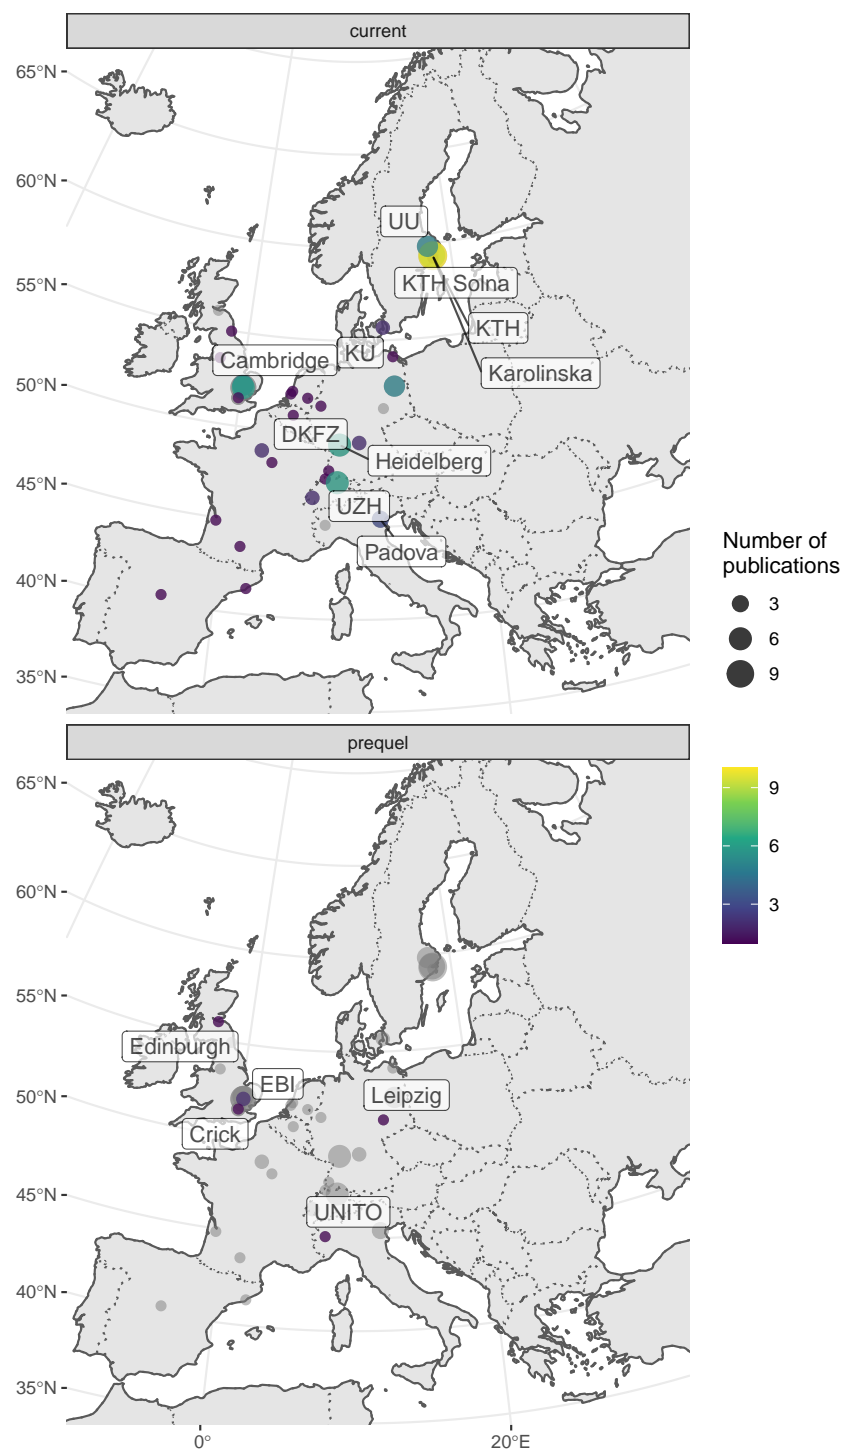 current
65°N
60°N
55°N
50°N
45°N
40°N
35°N
UU
KTH Solna
KTH
KU
Cambridge
Karolinska
DKFZ
Heidelberg
UZH
Padova
Number of
publications
3
6
9
prequel
65°N
60°N
55°N
50°N
45°N
40°N
35°N
Edinburgh
EBI
Leipzig
Crick
UNITO
9
6
3
0°
20°E